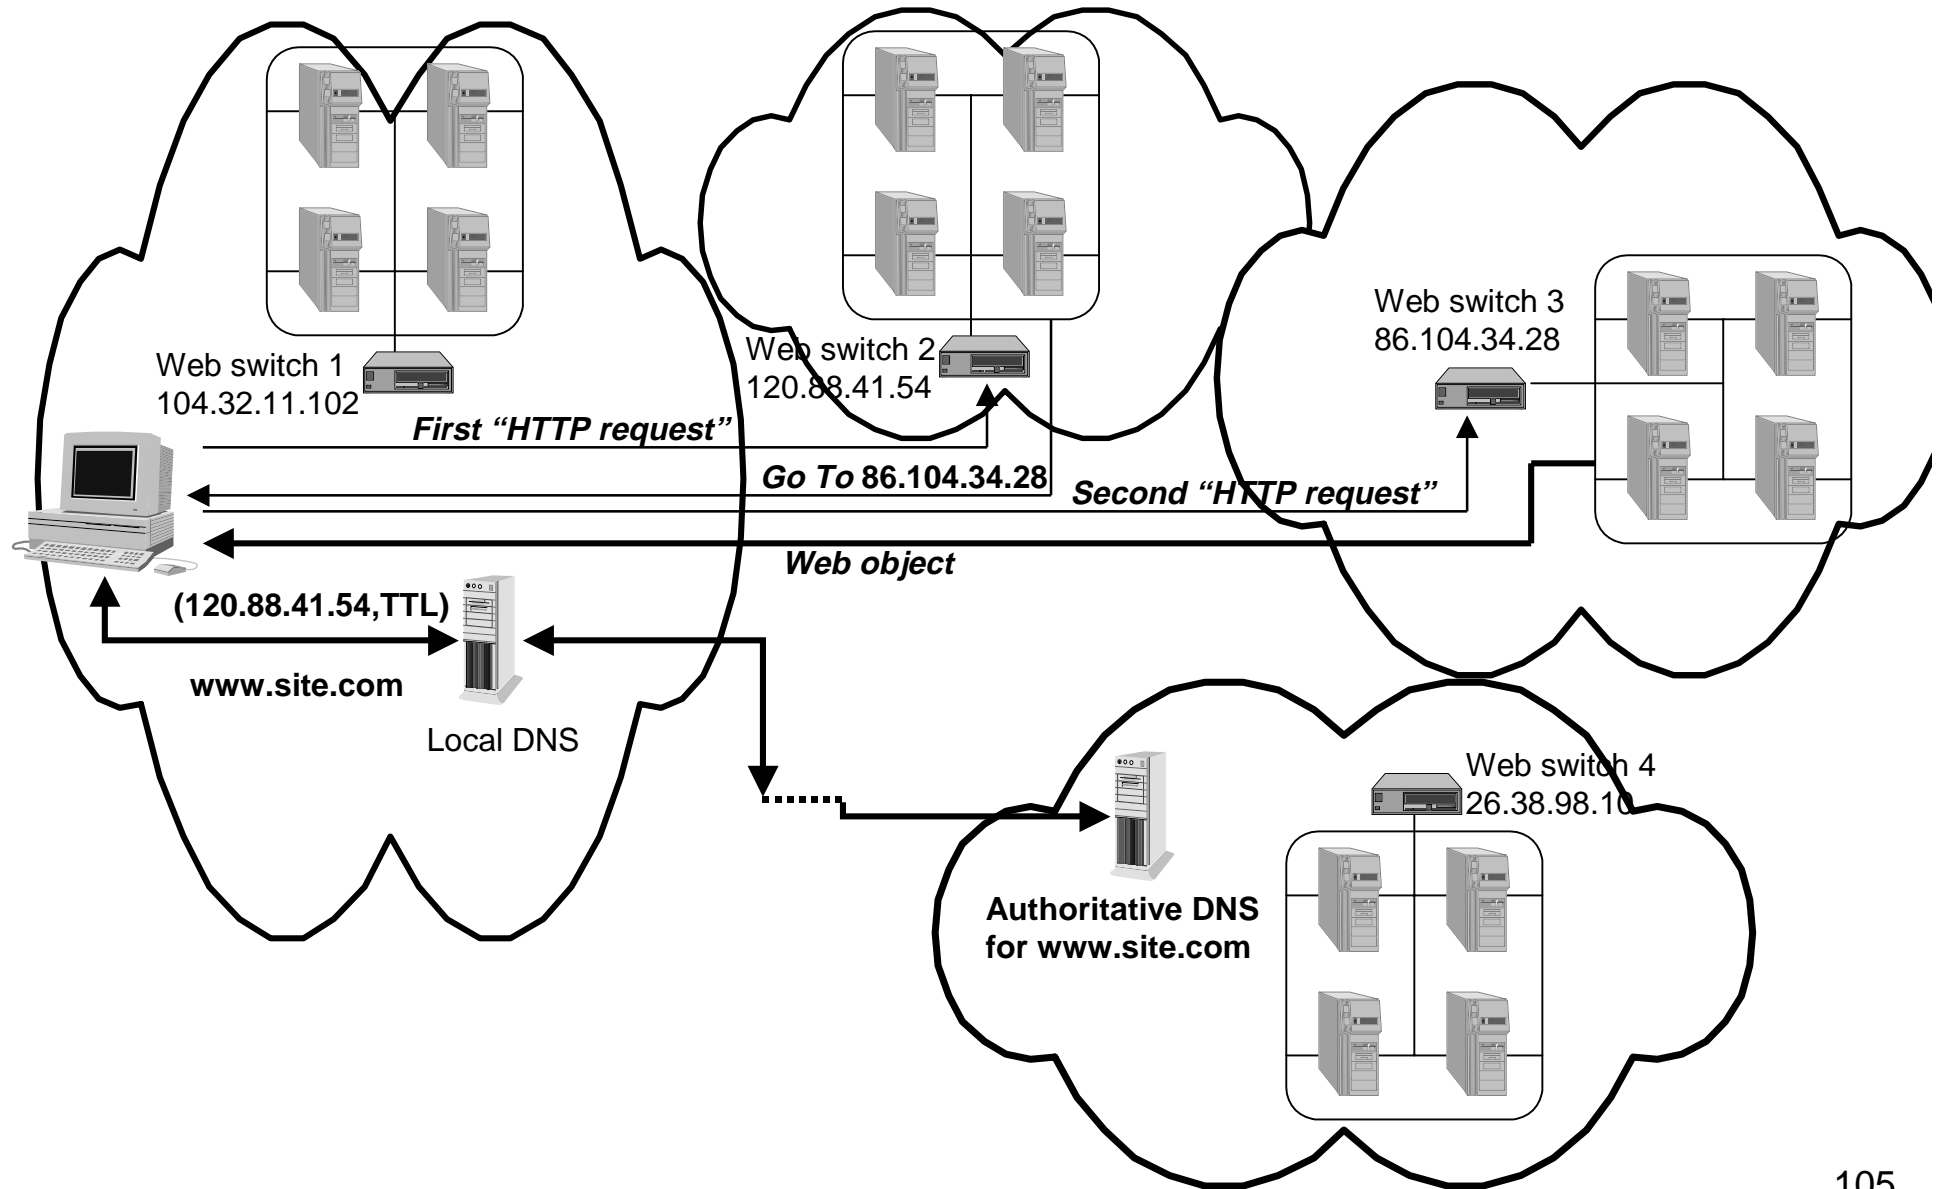 Web switch 1
104.32.11.102
Web switch 2
120.88.41.54
Web switch 3
86.104.34.28
First “HTTP request”
Go To 86.104.34.28
Second “HTTP request”
Web object
(120.88.41.54,TTL)
www.site.com
Local DNS
Web switch 4
26.38.98.10
Authoritative DNS
for www.site.com
105